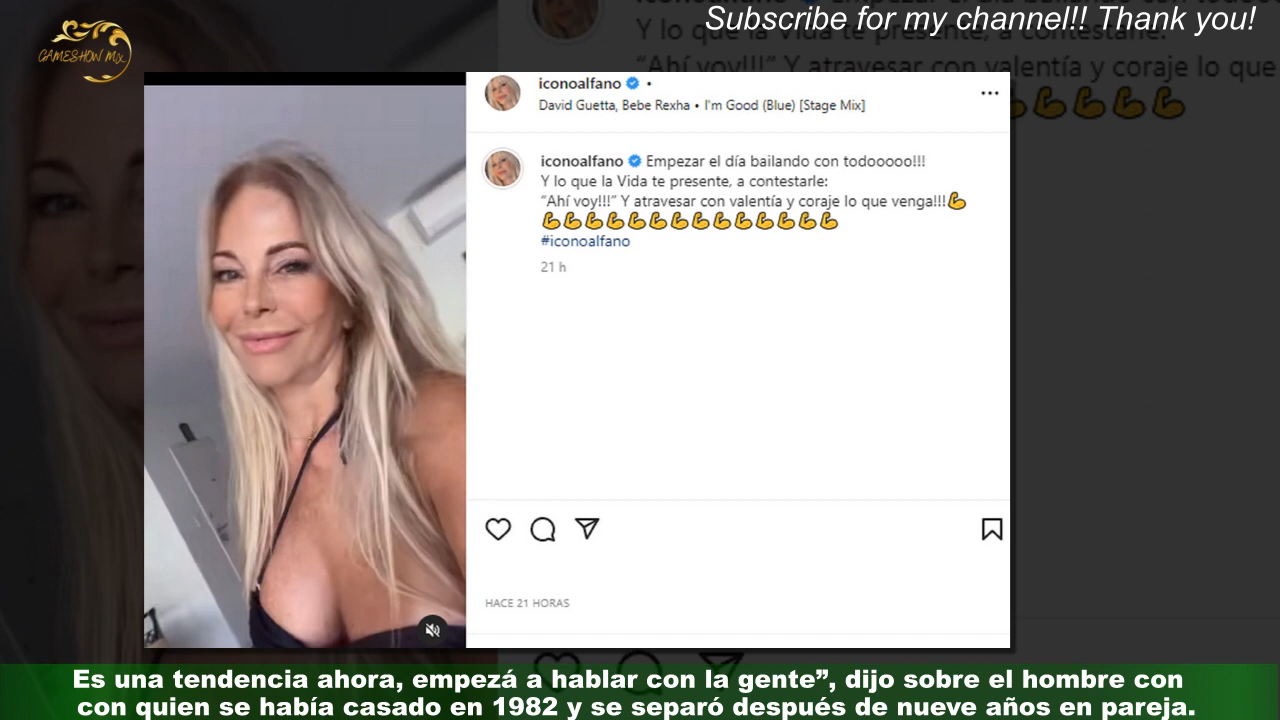 Subscribe for my channel!! Thank you!
GAMESHOW Mix
iconoalfano •
David Guetta, Bebe Rexha • I'm Good (Blue) [Stage Mix]
iconoalfano Empezar el día bailando con todooooo!!!
Y lo que la Vida te presente, a contestarle:
“Ahí voy!!!” Y atravesar con valentía y coraje lo que venga!!!💪
💪💪💪💪💪💪💪💪💪💪💪💪💪💪
#iconoalfano
21 h
HACE 21 HORAS
Es una tendencia ahora, empezá a hablar con la gente”, dijo sobre el hombre con
con quien se había casado en 1982 y se separó después de nueve años en pareja.